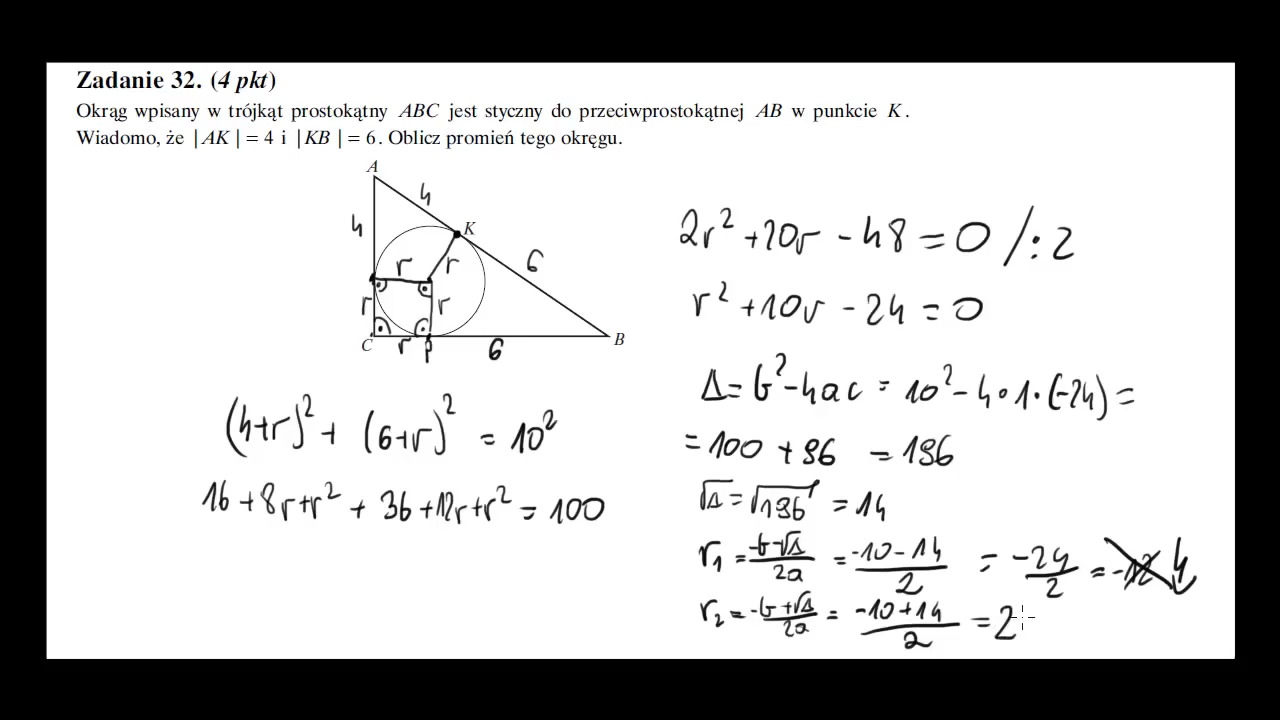 Zadanie 32. (4 pkt)
Okrąg wpisany w trójkąt prostokątny ABC jest styczny do przeciwprostokątnej AB w punkcie K.
Wiadomo, że |AK| = 4 i |KB| = 6. Oblicz promień tego okręgu.
A
4
4
K
6
r
r
r
r
C
r
P
6
B
(4+r)² + (6+r)² = 10²
16 + 8r + r² + 36 + 12r + r² = 100
2r² + 20r - 48 = 0 /:2
r² + 10r - 24 = 0
Δ = b² - 4ac = 10² - 4·1·(-24) =
= 100 + 96 = 196
√Δ = √196 = 14
r₁ = -b-√Δ/2a = -10-14/2 = -24/2 = -12
r₂ = -b+√Δ/2a = -10+14/2 = 2